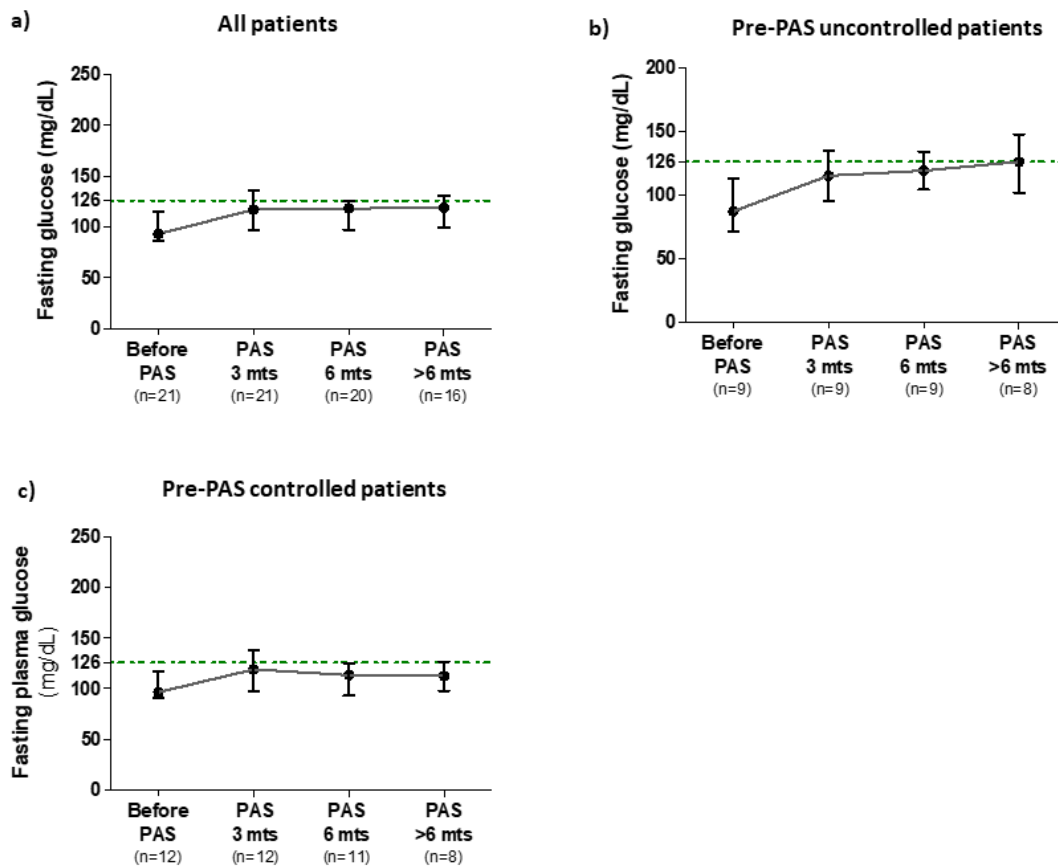 a)
All patients
Fasting glucose (mg/dL)
250
200
150
126
100
50
0
Before PAS (n=21)
PAS 3 mts (n=21)
PAS 6 mts (n=20)
PAS >6 mts (n=16)
b)
Pre-PAS uncontrolled patients
Fasting glucose (mg/dL)
200
150
126
100
50
0
Before PAS (n=9)
PAS 3 mts (n=9)
PAS 6 mts (n=9)
PAS >6 mts (n=8)
c)
Pre-PAS controlled patients
Fasting plasma glucose
(mg/dL)
250
200
150
126
100
50
0
Before PAS (n=12)
PAS 3 mts (n=12)
PAS 6 mts (n=11)
PAS >6 mts (n=8)